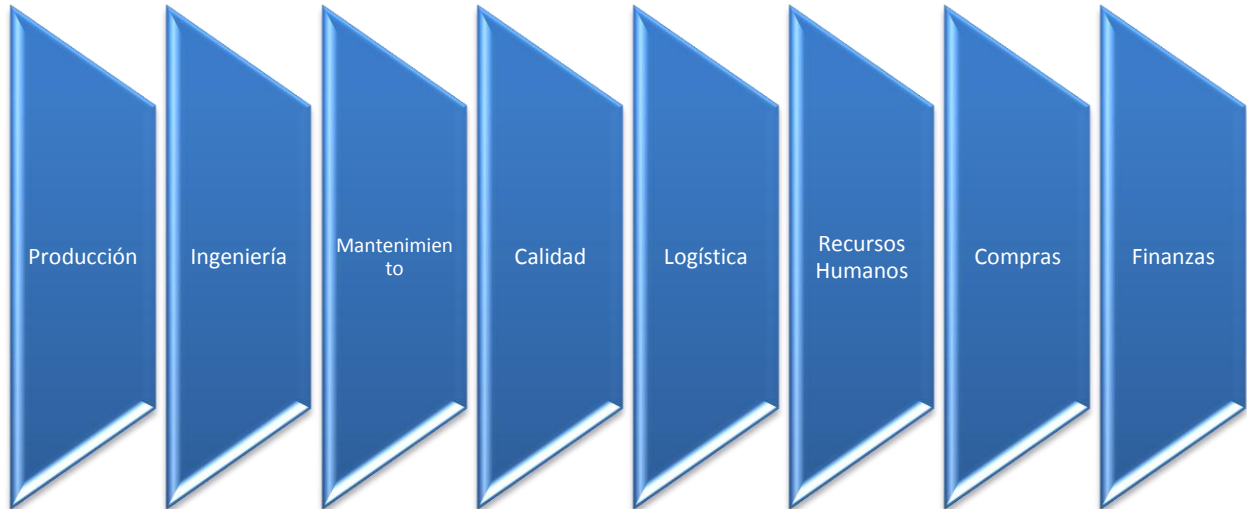 Producción
Ingeniería
Mantenimien
to
Calidad
Logística
Recursos
Humanos
Compras
Finanzas